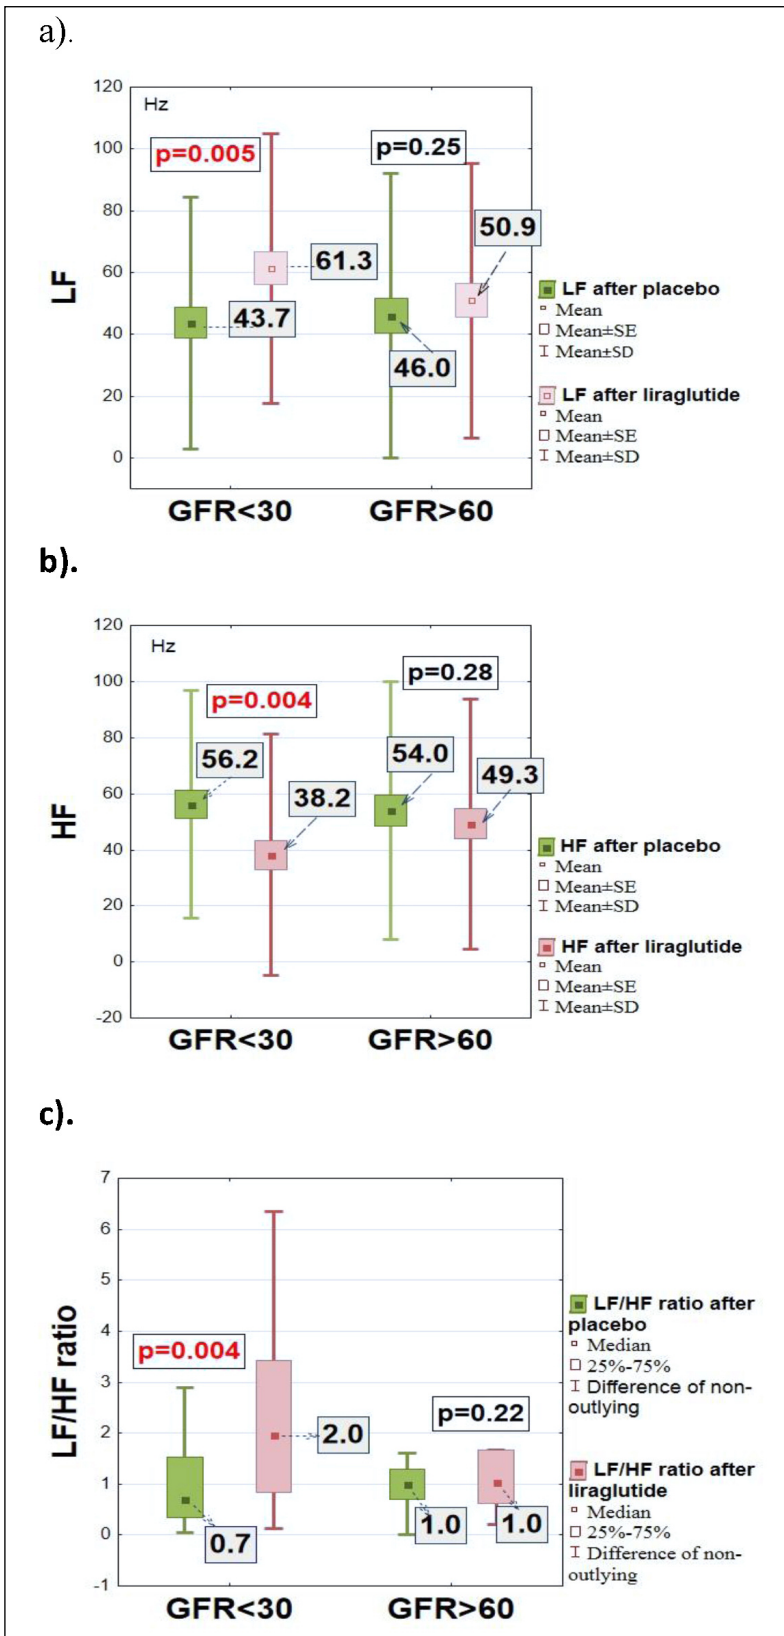 a).
120
100
80
60
40
20
0
LF
Hz
p=0.005
p=0.25
61.3
43.7
50.9
46.0
GFR<30
GFR>60
LF after placebo
Mean
Mean±SE
Mean±SD
LF after liraglutide
Mean
Mean±SE
Mean±SD
b).
120
100
80
60
40
20
0
-20
HF
Hz
p=0.004
p=0.28
56.2
38.2
54.0
49.3
GFR<30
GFR>60
HF after placebo
Mean
Mean±SE
Mean±SD
HF after liraglutide
Mean
Mean±SE
Mean±SD
c).
7
6
5
4
3
2
1
0
-1
LF/HF ratio
p=0.004
p=0.22
2.0
0.7
1.0
1.0
GFR<30
GFR>60
LF/HF ratio after
placebo
Median
25%-75%
Difference of non-
outlying
LF/HF ratio after
liraglutide
Median
25%-75%
Difference of non-
outlying